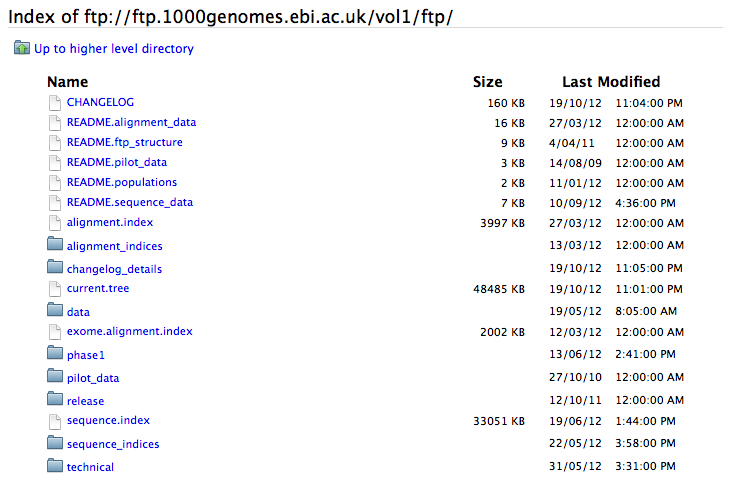 Index of ftp://ftp.1000genomes.ebi.ac.uk/vol1/ftp/
Up to higher level directory
Name Size Last Modified
CHANGELOG 160 KB 19/10/12 11:04:00 PM
README.alignment_data 16 KB 27/03/12 12:00:00 AM
README.ftp_structure 9 KB 4/04/11 12:00:00 AM
README.pilot_data 3 KB 14/08/09 12:00:00 AM
README.populations 2 KB 11/01/12 12:00:00 AM
README.sequence_data 7 KB 10/09/12 4:36:00 PM
alignment.index 3997 KB 27/03/12 12:00:00 AM
alignment_indices 13/03/12 12:00:00 AM
changelog_details 19/10/12 11:05:00 PM
current.tree 48485 KB 19/10/12 11:01:00 PM
data 19/05/12 8:05:00 AM
exome.alignment.index 2002 KB 12/03/12 12:00:00 AM
phase1 13/06/12 2:41:00 PM
pilot_data 27/10/10 12:00:00 AM
release 12/10/11 12:00:00 AM
sequence.index 33051 KB 19/06/12 1:44:00 PM
sequence_indices 22/05/12 3:58:00 PM
technical 31/05/12 3:31:00 PM